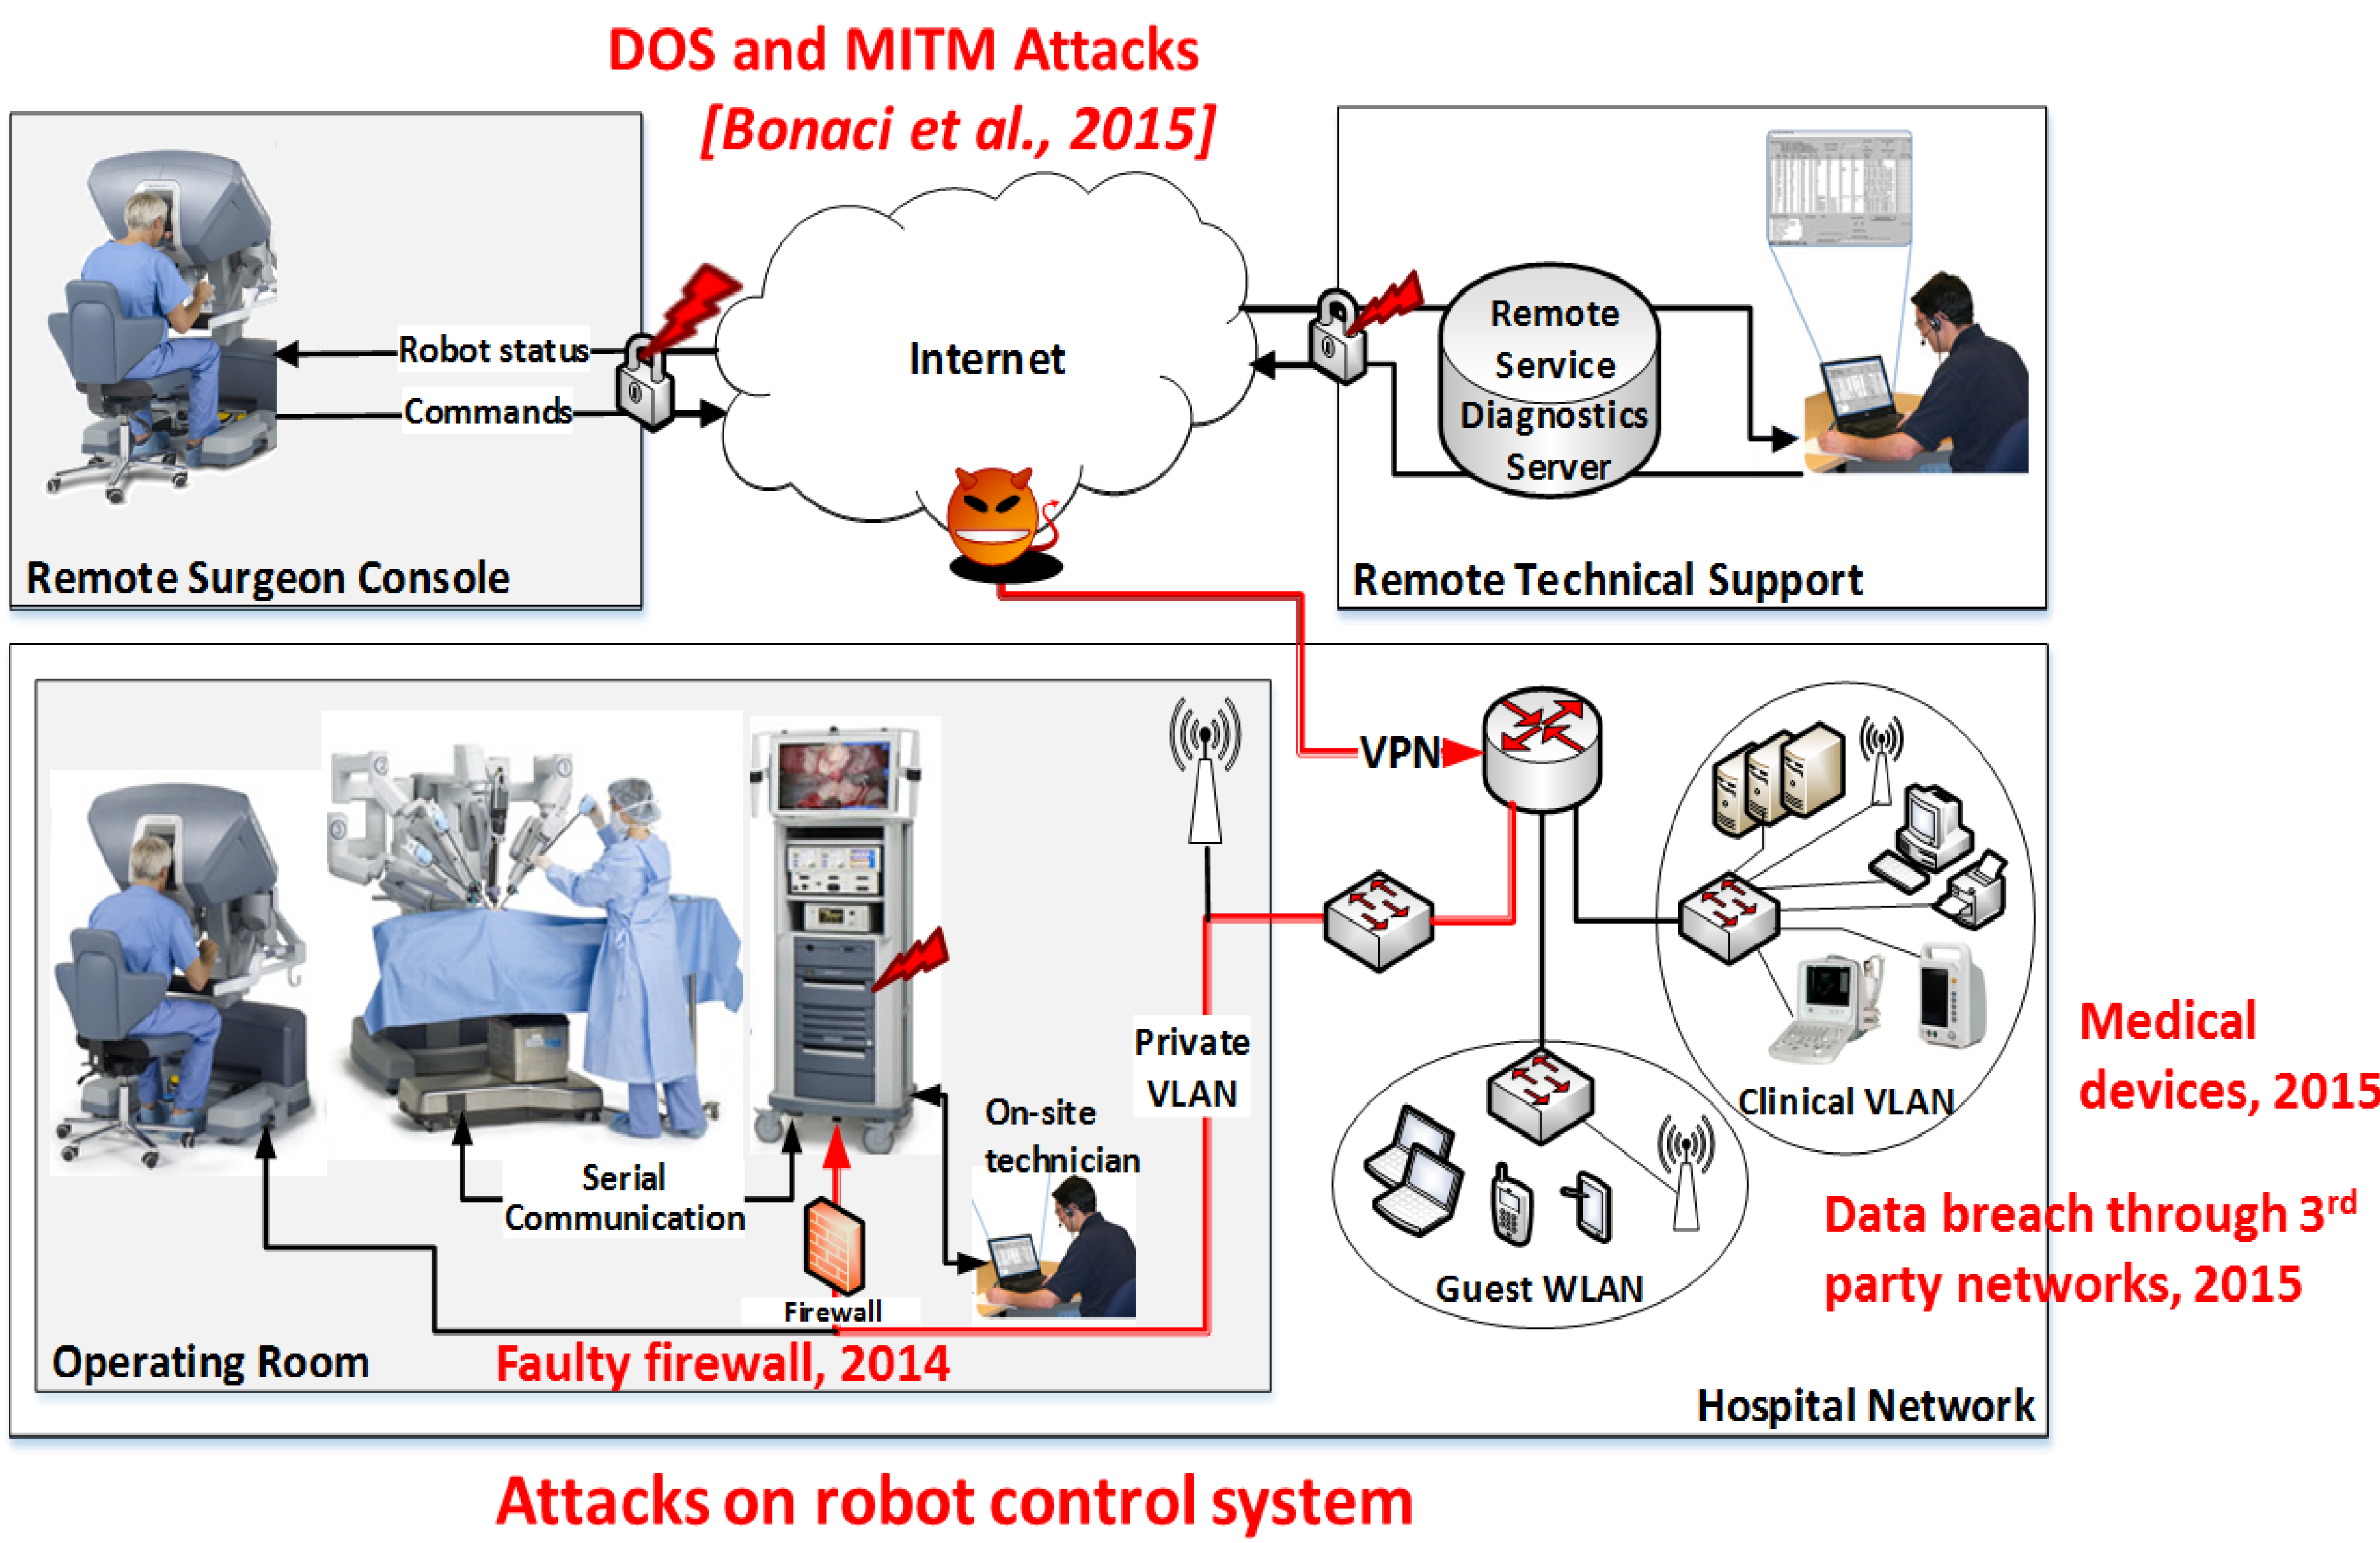 DOS and MITM Attacks
[Bonaci et al., 2015]
Robot status
Commands
Remote Surgeon Console
Internet
Remote
Service
Diagnostics
Server
Remote Technical Support
VPN
Private
VLAN
On-site
technician
Serial
Communication
Firewall
Operating Room
Faulty firewall, 2014
Clinical VLAN
Guest WLAN
Medical
devices, 2015
Data breach through 3rd
party networks, 2015
Hospital Network
Attacks on robot control system